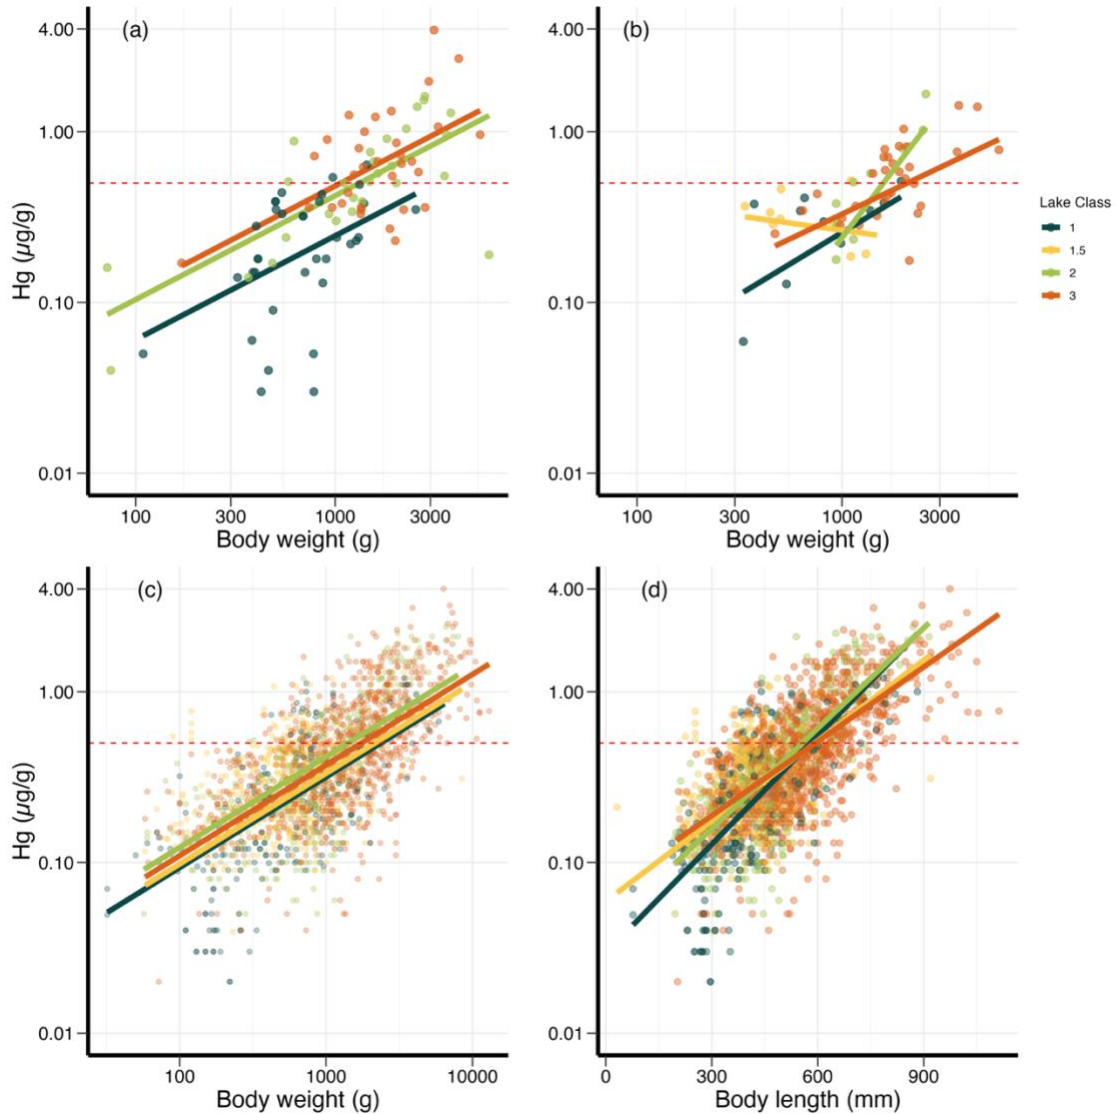 (a)
4.00
1.00
0.10
0.01
Hg (μg/g)
100 300 1000 3000
Body weight (g)
(b)
4.00
1.00
0.10
0.01
100 300 1000 3000
Body weight (g)
Lake Class
1
1.5
2
3
(c)
4.00
1.00
0.10
0.01
Hg (μg/g)
100 1000 10000
Body weight (g)
(d)
4.00
1.00
0.10
0.01
0 300 600 900
Body length (mm)